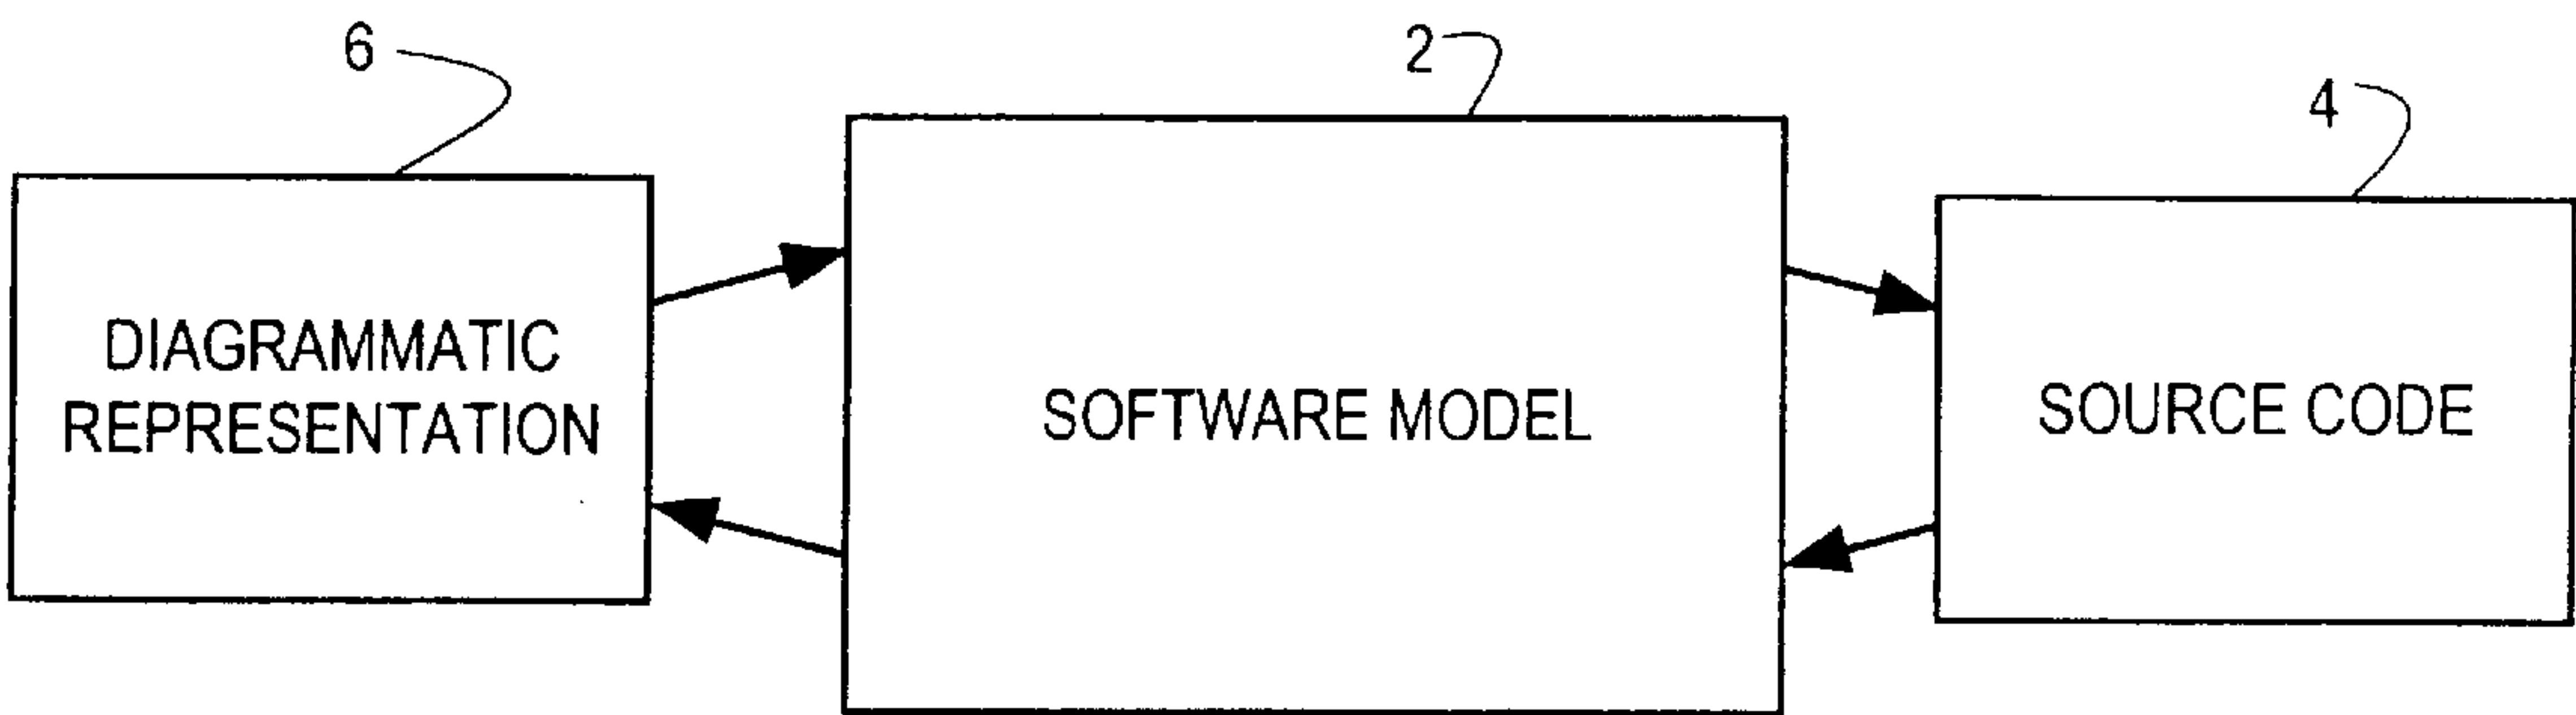 6
2
4
DIAGRAMMATIC
REPRESENTATION
SOFTWARE MODEL
SOURCE CODE